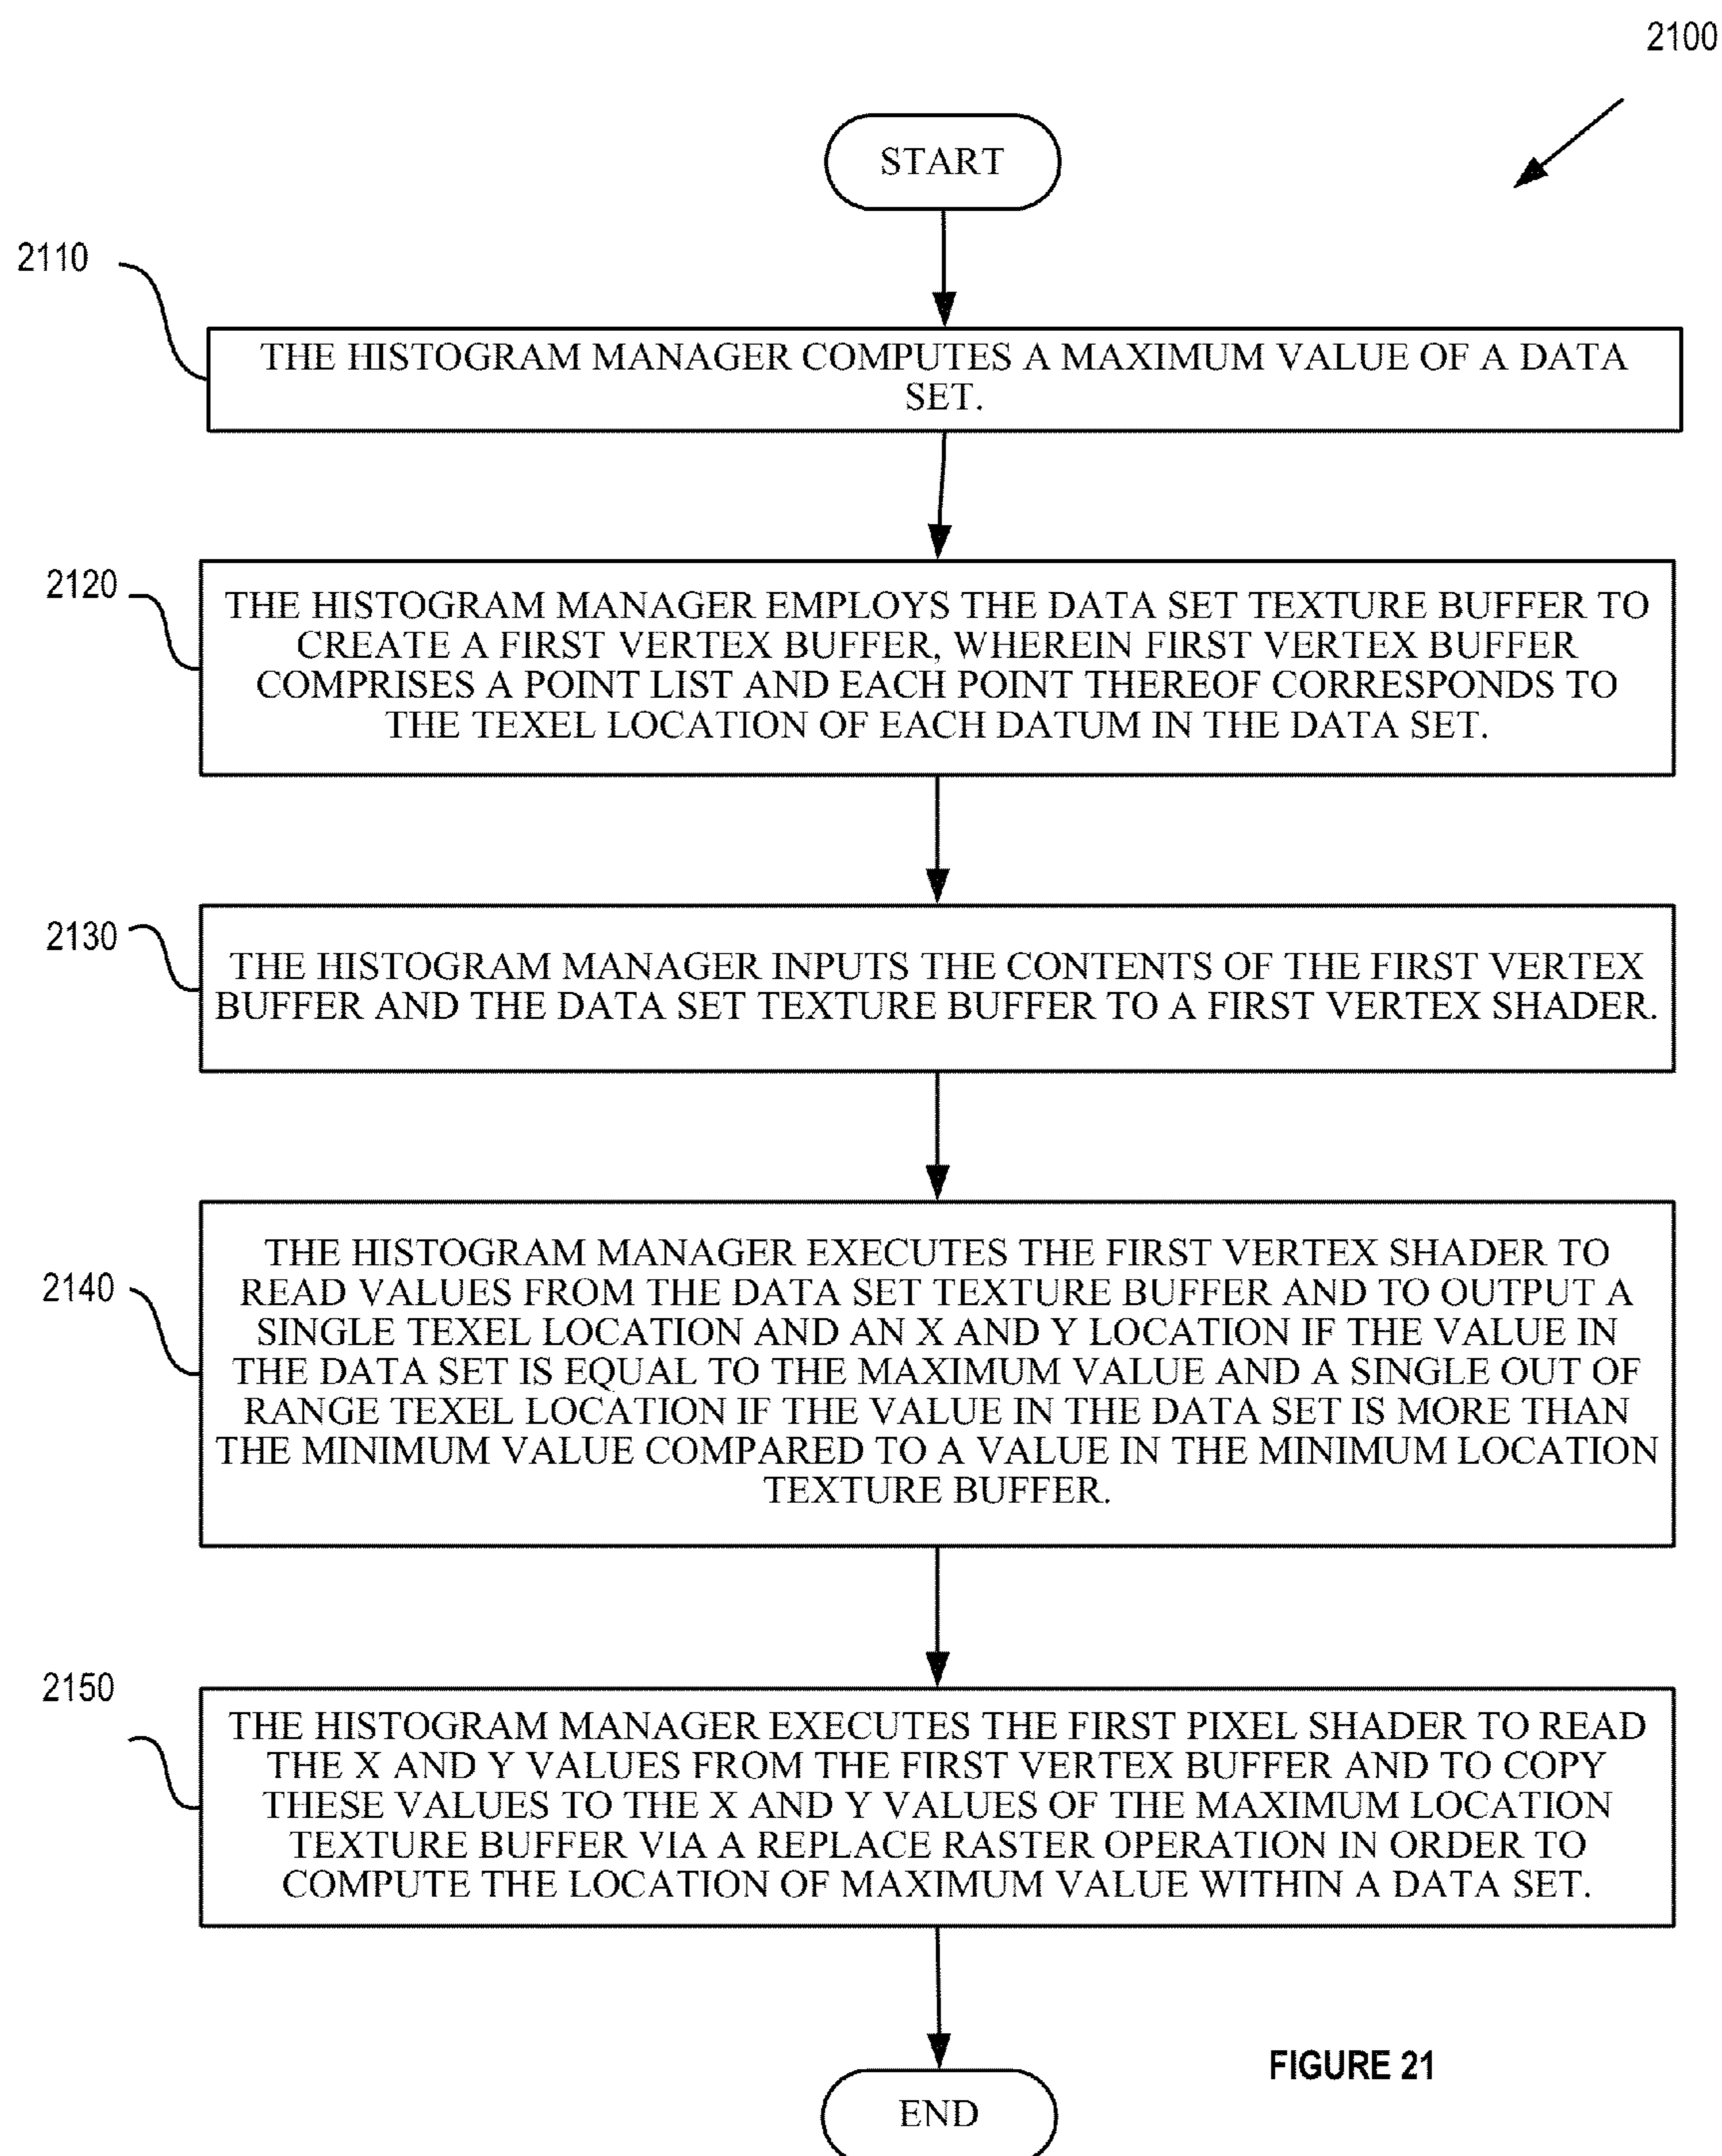 2100
START
2110
THE HISTOGRAM MANAGER COMPUTES A MAXIMUM VALUE OF A DATA
SET.
2120
THE HISTOGRAM MANAGER EMPLOYS THE DATA SET TEXTURE BUFFER TO
CREATE A FIRST VERTEX BUFFER, WHEREIN FIRST VERTEX BUFFER
COMPRISES A POINT LIST AND EACH POINT THEREOF CORRESPONDS TO
THE TEXEL LOCATION OF EACH DATUM IN THE DATA SET.
2130
THE HISTOGRAM MANAGER INPUTS THE CONTENTS OF THE FIRST VERTEX
BUFFER AND THE DATA SET TEXTURE BUFFER TO A FIRST VERTEX SHADER.
2140
THE HISTOGRAM MANAGER EXECUTES THE FIRST VERTEX SHADER TO
READ VALUES FROM THE DATA SET TEXTURE BUFFER AND TO OUTPUT A
SINGLE TEXEL LOCATION AND AN X AND Y LOCATION IF THE VALUE IN
THE DATA SET IS EQUAL TO THE MAXIMUM VALUE AND A SINGLE OUT OF
RANGE TEXEL LOCATION IF THE VALUE IN THE DATA SET IS MORE THAN
THE MINIMUM VALUE COMPARED TO A VALUE IN THE MINIMUM LOCATION
TEXTURE BUFFER.
2150
THE HISTOGRAM MANAGER EXECUTES THE FIRST PIXEL SHADER TO READ
THE X AND Y VALUES FROM THE FIRST VERTEX BUFFER AND TO COPY
THESE VALUES TO THE X AND Y VALUES OF THE MAXIMUM LOCATION
TEXTURE BUFFER VIA A REPLACE RASTER OPERATION IN ORDER TO
COMPUTE THE LOCATION OF MAXIMUM VALUE WITHIN A DATA SET.
FIGURE 21
END